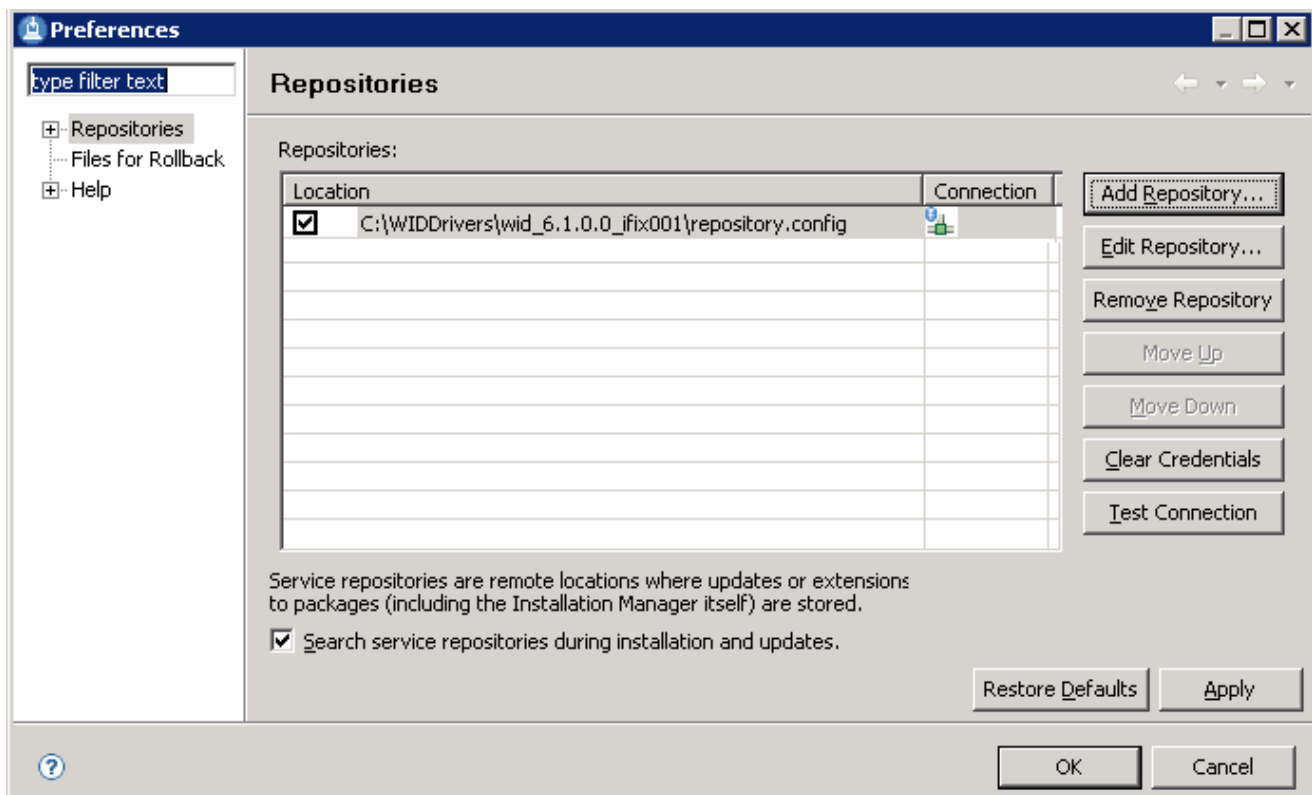 Preferences
type filter text
Repositories
Files for Rollback
Help
Repositories
Repositories:
Location Connection
C:\WIDDrivers\wid_6.1.0.0_ifix001\repository.config
Add Repository...
Edit Repository...
Remove Repository
Move Up
Move Down
Clear Credentials
Test Connection
Service repositories are remote locations where updates or extensions
to packages (including the Installation Manager itself) are stored.
Search service repositories during installation and updates.
Restore Defaults Apply
? OK Cancel